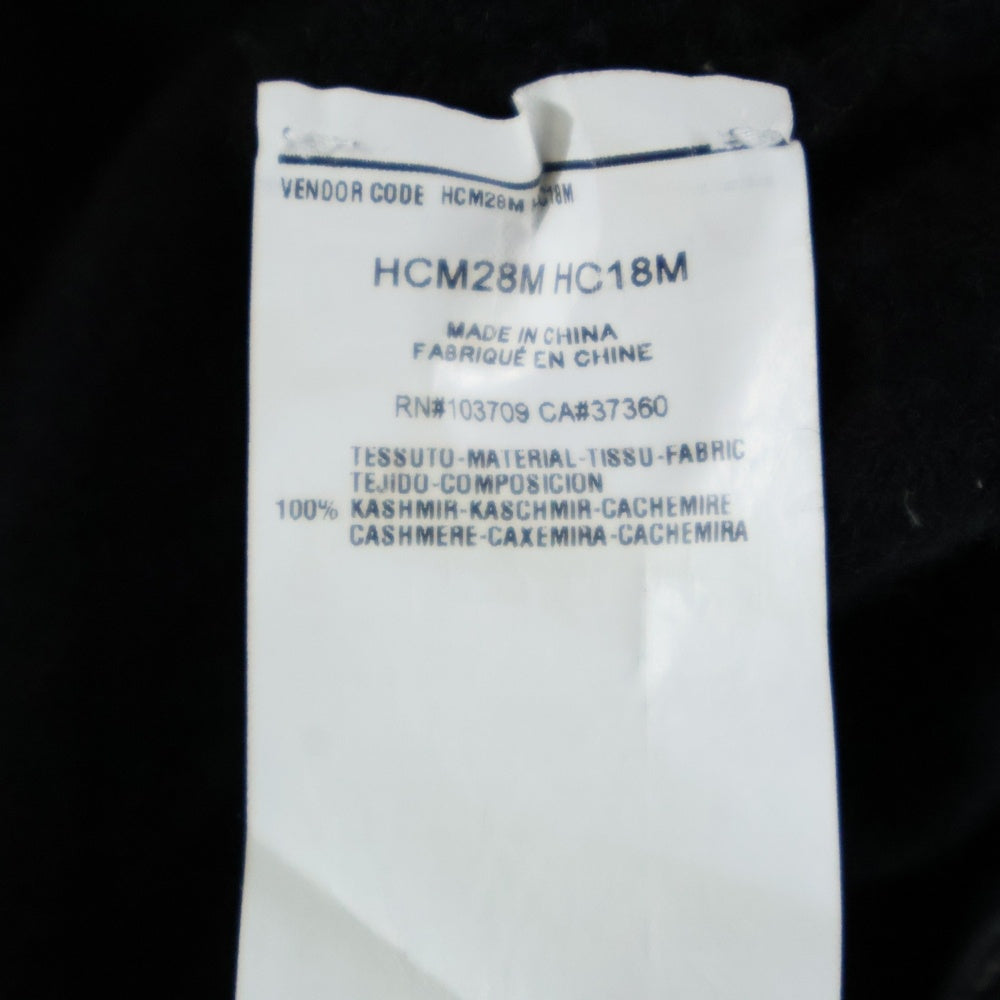 VENDOR CODE HCM28M HC18M
HCM28M HC18M
MADE IN CHINA
FABRIQUÉ EN CHINE
RN#103709 CA#37360
TESSUTO-MATERIAL-TISSU-FABRIC
TEJIDO-COMPOSICION
100% KASHMIR-KASCHMIR-CACHEMIRE
CASHMERE-CAXEMIRA-CACHEMIRA